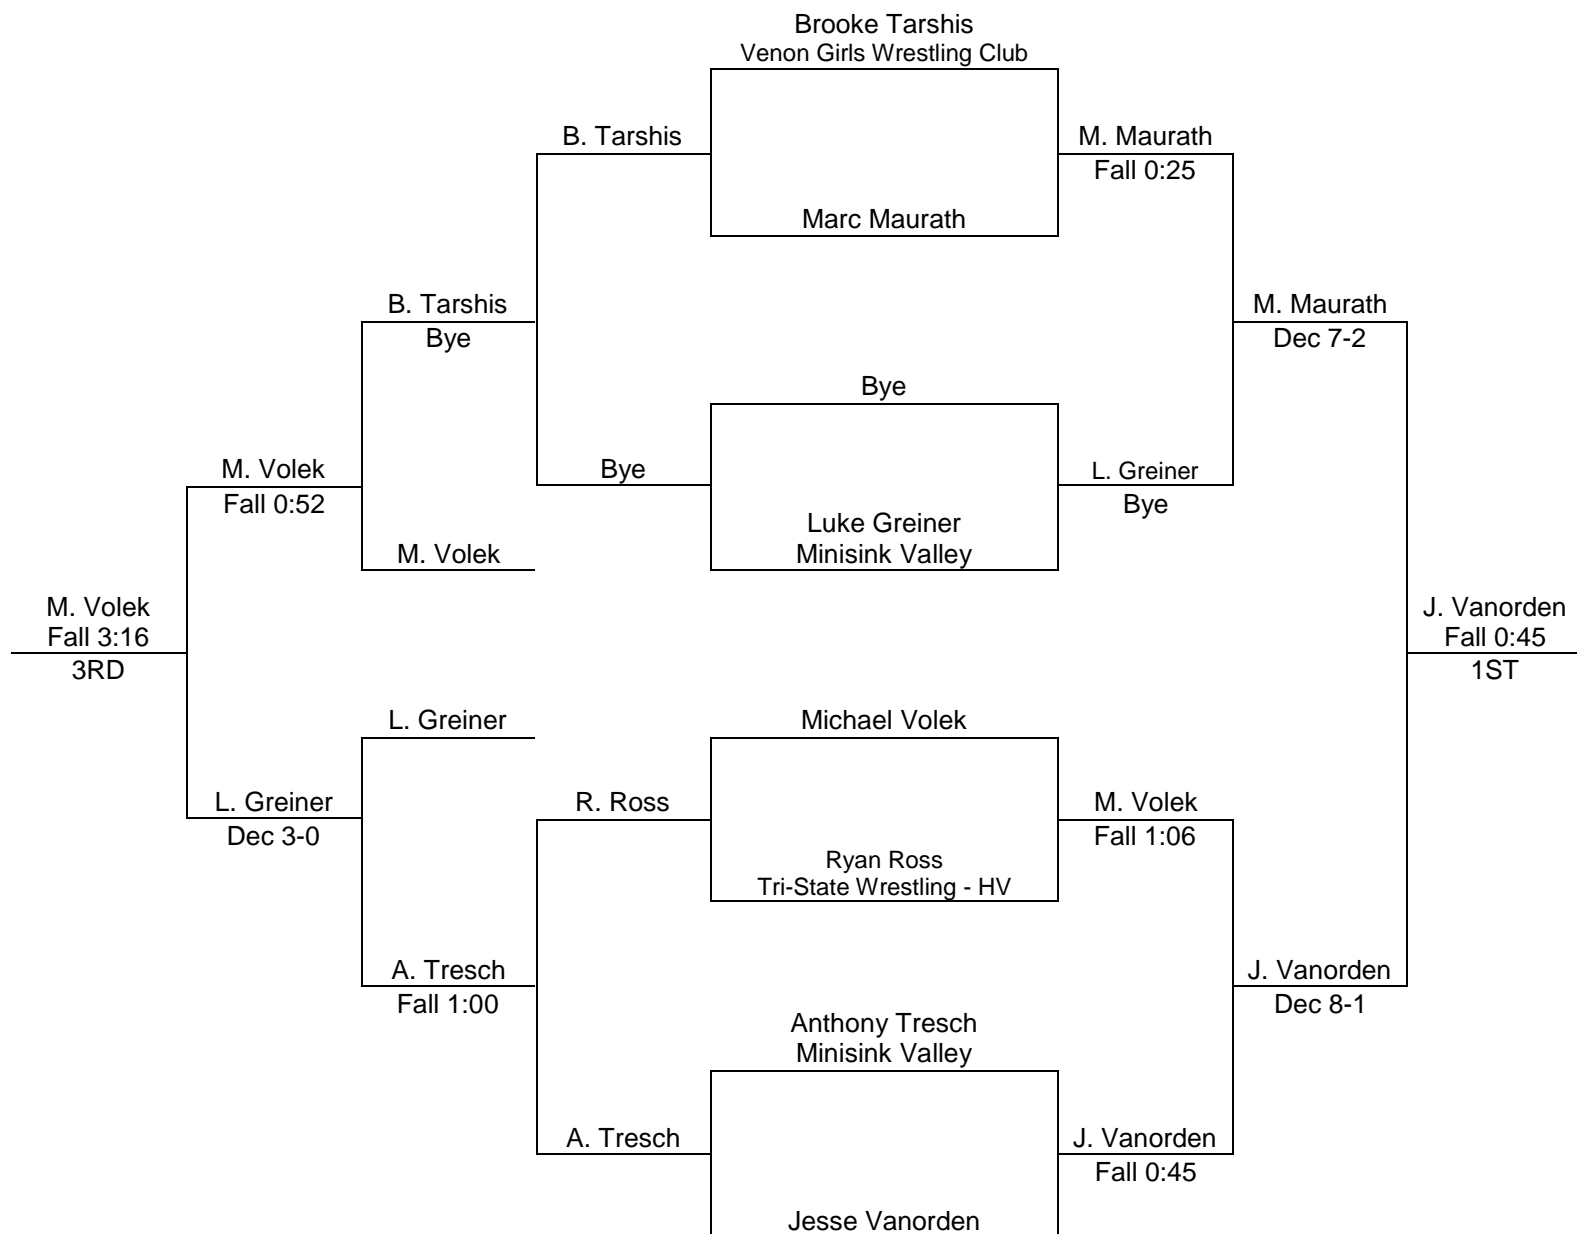 Brooke Tarshis
Venon Girls Wrestling Club
B. Tarshis
M. Maurath
Fall 0:25
Marc Maurath
B. Tarshis
Bye
M. Maurath
Dec 7-2
Bye
M. Volek
Fall 0:52
Bye
L. Greiner
Bye
Luke Greiner
Minisink Valley
M. Volek
M. Volek
Fall 3:16
3RD
J. Vanorden
Fall 0:45
1ST
L. Greiner
Michael Volek
L. Greiner
Dec 3-0
R. Ross
M. Volek
Fall 1:06
Ryan Ross
Tri-State Wrestling - HV
A. Tresch
Fall 1:00
J. Vanorden
Dec 8-1
Anthony Tresch
Minisink Valley
A. Tresch
J. Vanorden
Fall 0:45
Jesse Vanorden